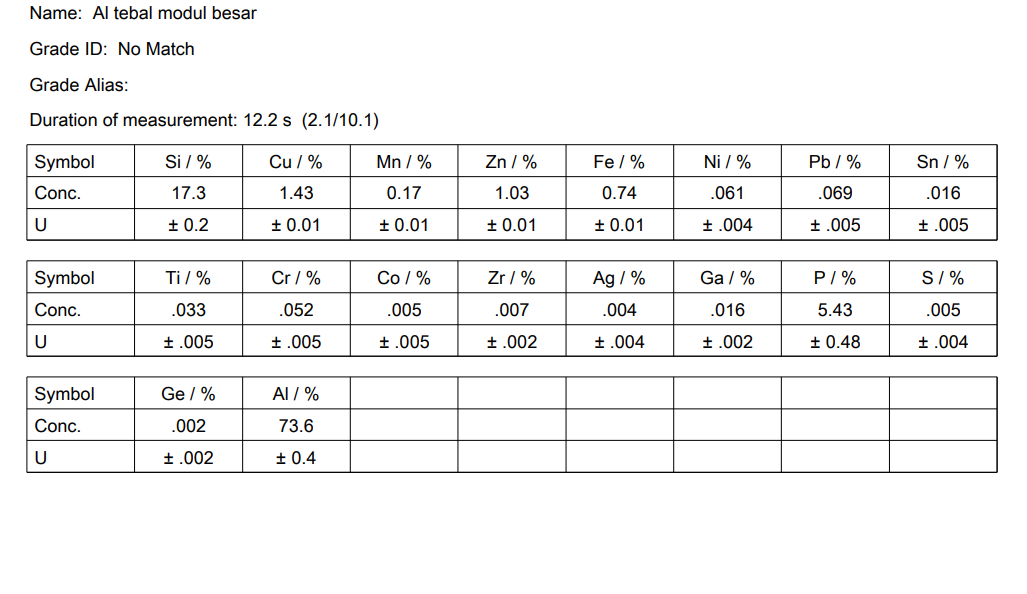 Name: Al tebal modul besar
Grade ID: No Match
Grade Alias:
Duration of measurement: 12.2 s (2.1/10.1)
Symbol Si / % Cu / % Mn / % Zn / % Fe / % Ni / % Pb / % Sn / %
Conc. 17.3 1.43 0.17 1.03 0.74 .061 .069 .016
U ± 0.2 ± 0.01 ± 0.01 ± 0.01 ± 0.01 ± .004 ± .005 ± .005
Symbol Ti / % Cr / % Co / % Zr / % Ag / % Ga / % P / % S / %
Conc. .033 .052 .005 .007 .004 .016 5.43 .005
U ± .005 ± .005 ± .005 ± .002 ± .004 ± .002 ± 0.48 ± .004
Symbol Ge / % Al / %
Conc. .002 73.6
U ± .002 ± 0.4